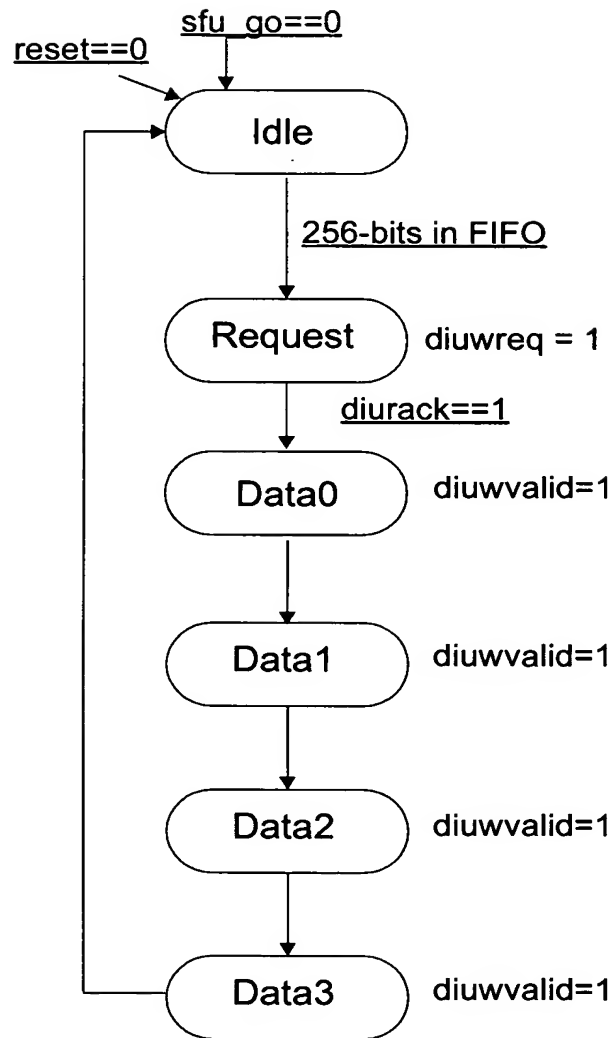 sfu_go==0
reset==0
Idle
256-bits in FIFO
Request
diuwreq = 1
diurack==1
Data0
diuwvalid=1
Data1
diuwvalid=1
Data2
diuwvalid=1
Data3
diuwvalid=1